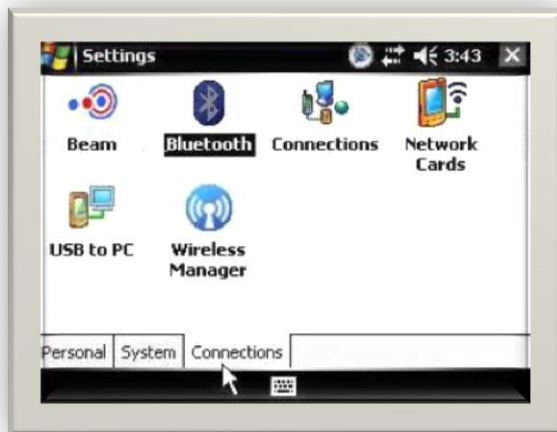 Settings 3:43
Beam Bluetooth Connections Network Cards
USB to PC Wireless Manager
Personal System Connections